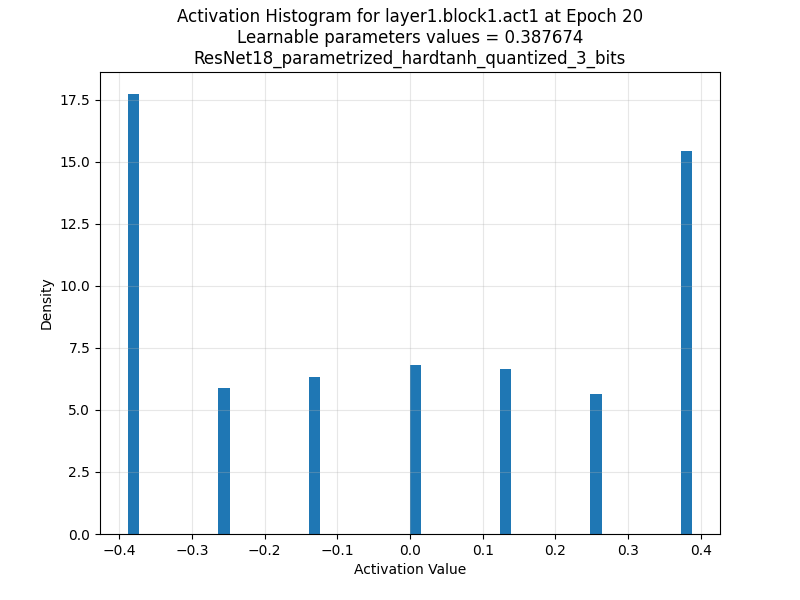 Activation Histogram for layer1.block1.act1 at Epoch 20
Learnable parameters values = 0.387674
ResNet18_parametrized_hardtanh_quantized_3_bits
17.5
15.0
12.5
10.0
7.5
5.0
2.5
0.0
Density
−0.4 −0.3 −0.2 −0.1 0.0 0.1 0.2 0.3 0.4
Activation Value